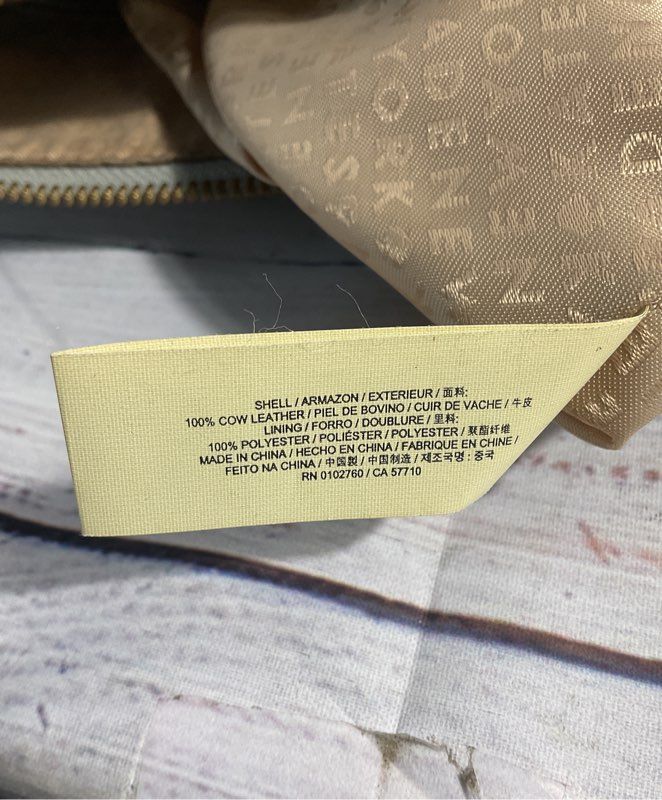 SHELL / ARMAZON / EXTERIEUR / 面料:
100% COW LEATHER / PIEL DE BOVINO / CUIR DE VACHE / 牛皮
LINING / FORRO / DOUBLURE / 里料:
100% POLYESTER / POLIÉSTER / POLYESTER / 聚酯纤维
MADE IN CHINA / HECHO EN CHINA / FABRIQUE EN CHINE /
FEITO NA CHINA / 中国製 / 中国制造 / 제조국명 : 중국
RN 0102760 / CA 57710
YORK
ADEN